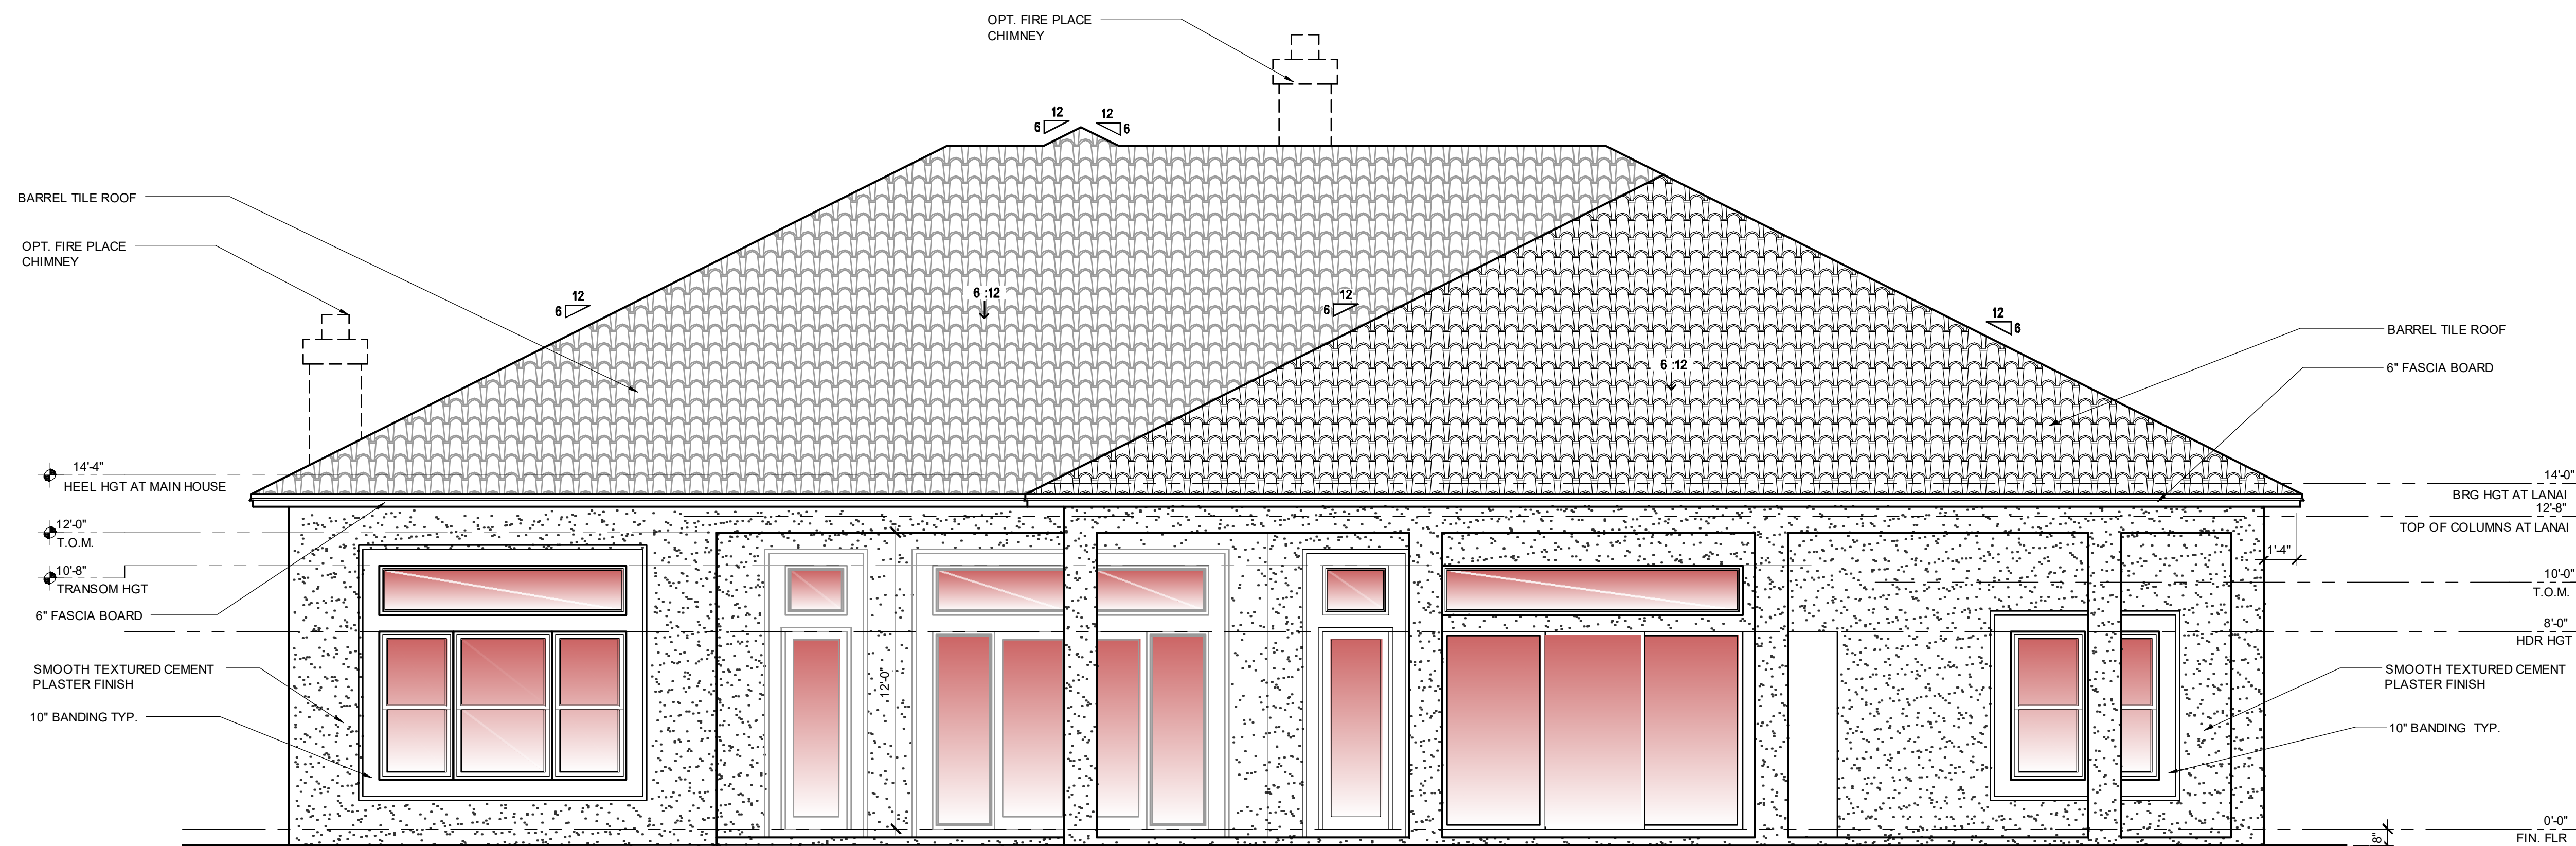 OPT. FIRE PLACE
CHIMNEY
12
12
6
6
BARREL TILE ROOF
OPT. FIRE PLACE
CHIMNEY
12
6
6 :12
12
6
12
6
BARREL TILE ROOF
6 :12
6" FASCIA BOARD
14'-4"
HEEL HGT AT MAIN HOUSE
14'-0"
BRG HGT AT LANAI
12'-8"
TOP OF COLUMNS AT LANAI
12'-0"
T.O.M.
1'-4"
10'-8"
TRANSOM HGT
10'-0"
T.O.M.
6" FASCIA BOARD
8'-0"
HDR HGT
SMOOTH TEXTURED CEMENT
PLASTER FINISH
12'-0"
SMOOTH TEXTURED CEMENT
PLASTER FINISH
10" BANDING TYP.
10" BANDING TYP.
0'-0"
FIN. FLR
8"